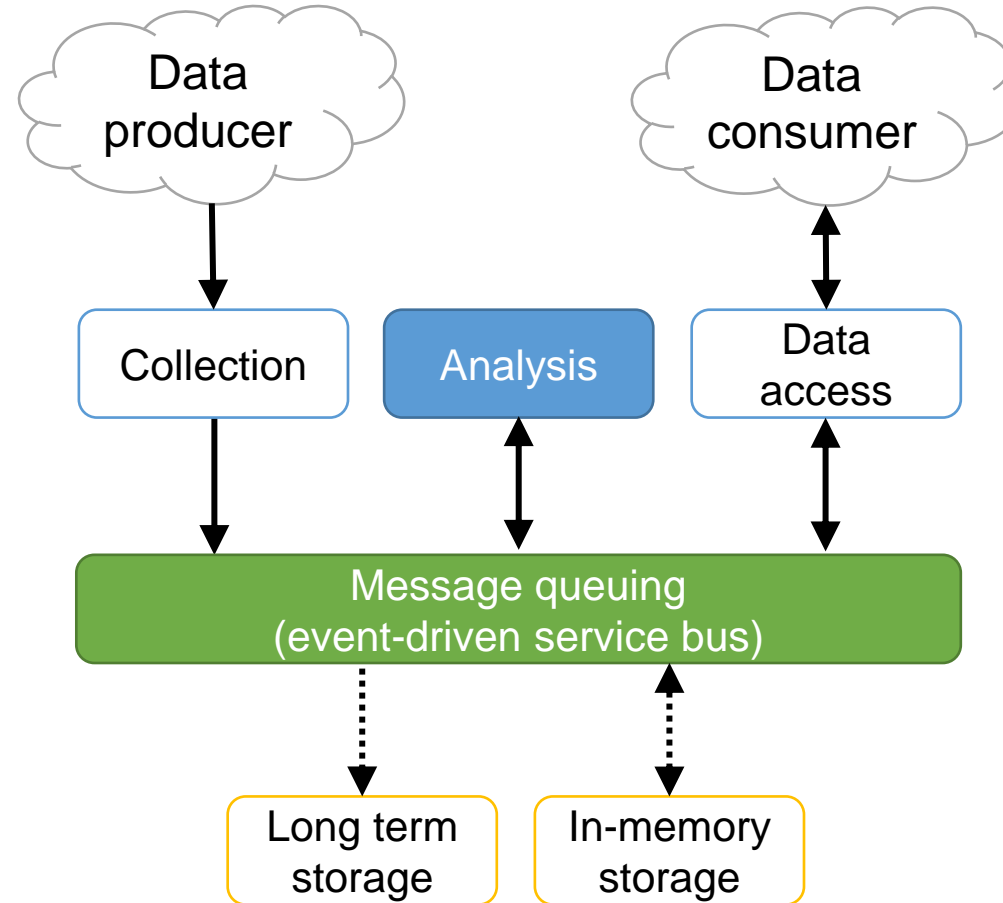 Data
producer
Data
consumer
Collection
Analysis
Data
access
Message queuing
(event-driven service bus)
Long term
storage
In-memory
storage